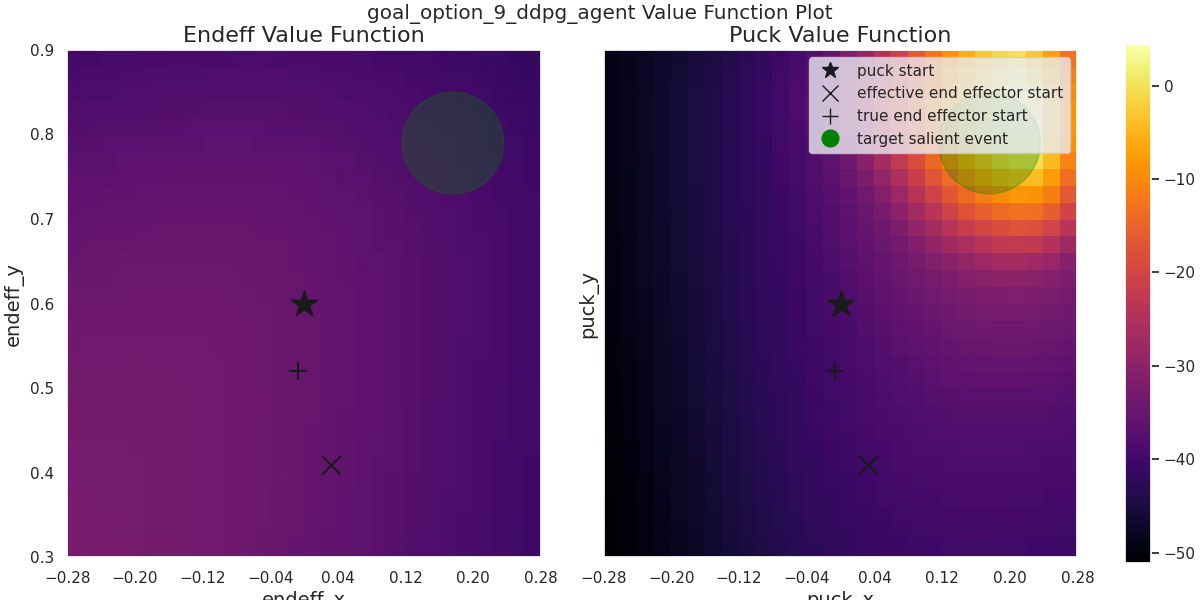 goal_option_9_ddpg_agent Value Function Plot
Endeff Value Function
Puck Value Function
puck start
effective end effector start
true end effector start
target salient event
endeff_y
0.9
0.8
0.7
0.6
0.5
0.4
0.3
−0.28 −0.20 −0.12 −0.04 0.04 0.12 0.20 0.28
endeff_x
puck_y
−0.28 −0.20 −0.12 −0.04 0.04 0.12 0.20 0.28
puck_x
0
−10
−20
−30
−40
−50